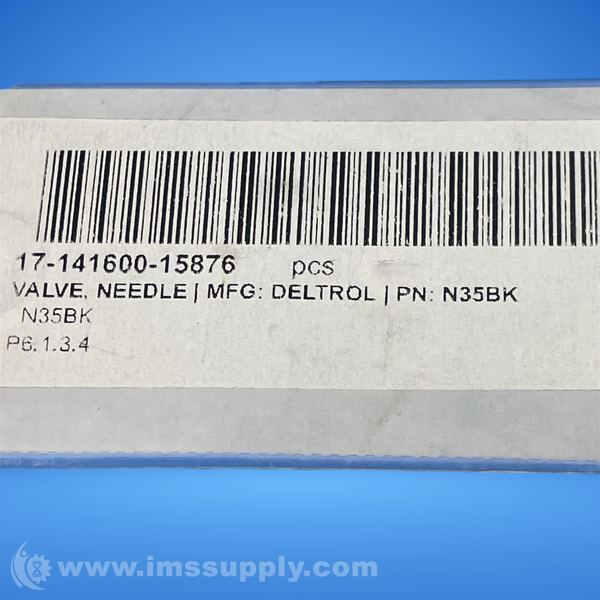 17-141600-15876 pcs
VALVE, NEEDLE | MFG: DELTROL | PN: N35BK
N35BK
P6.1.3.4
www.imssupply.com